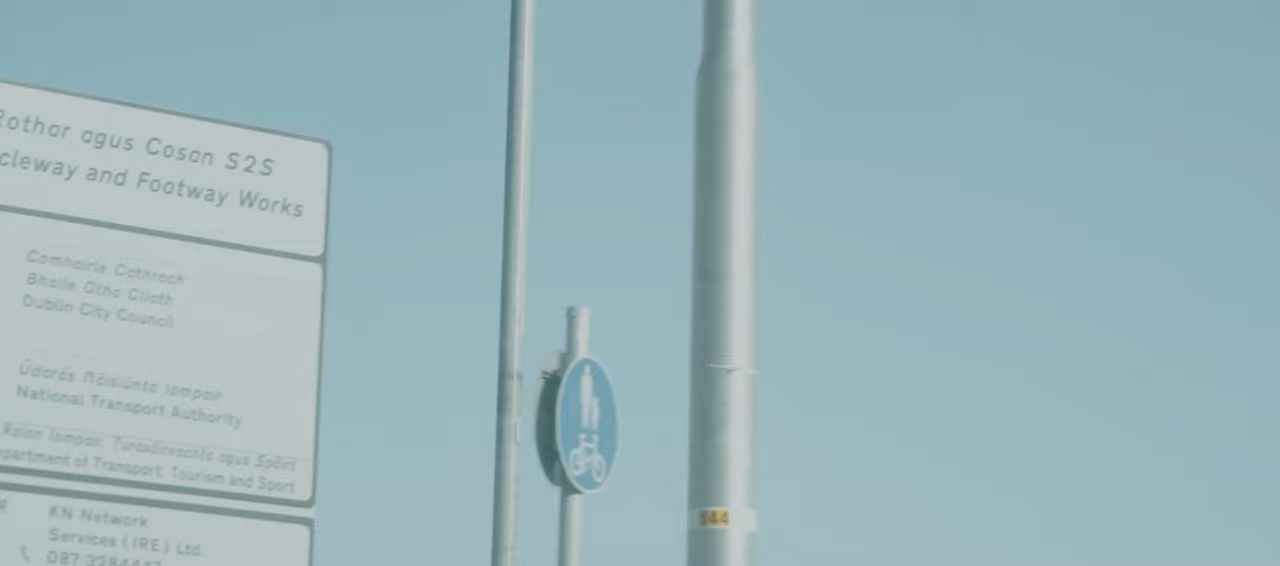 Rothar agus Cosán S2S
cleway and Footway Works
Comhairle Cathrach
Bhaile Átha Cliath
Dublin City Council
Údarás Náisiúnta Iompair
National Transport Authority
Roinn Iompair, Turasóireachta agus Spóirt
partment of Transport, Tourism and Sport
KN Network
Services (IRE) Ltd.
087
144